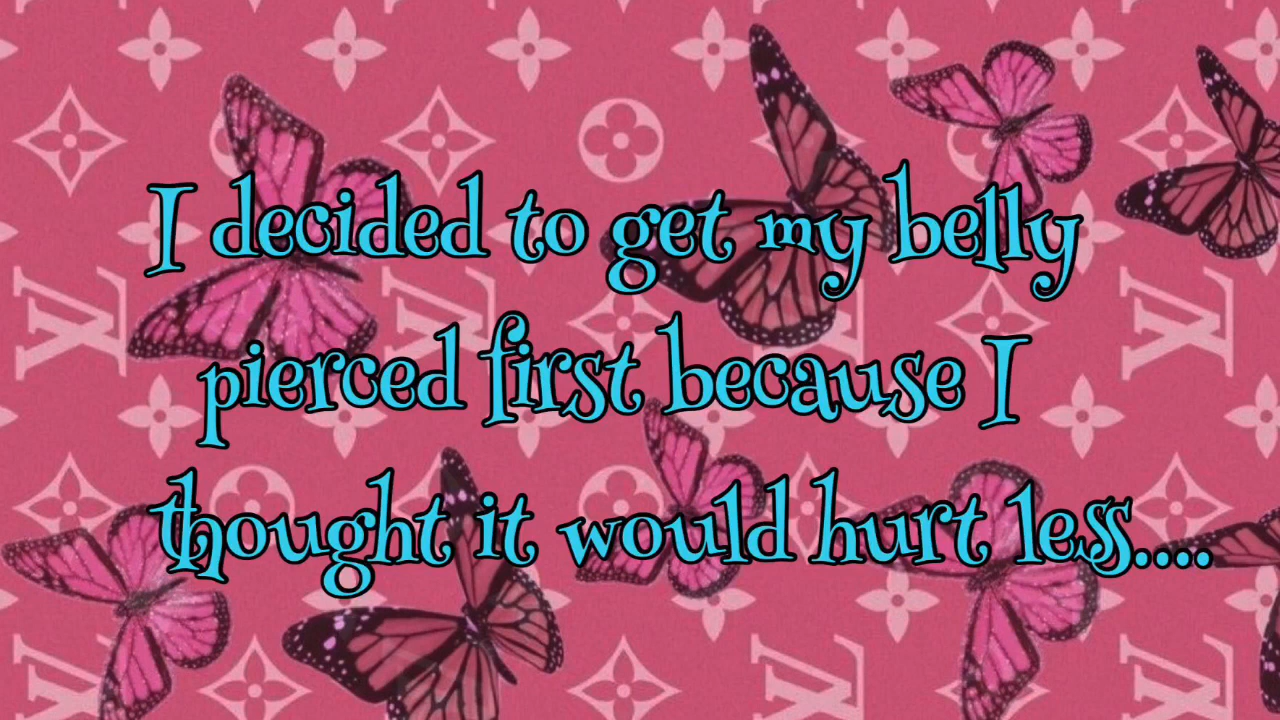 I decided to get my belly
pierced first because I
thought it would hurt less....